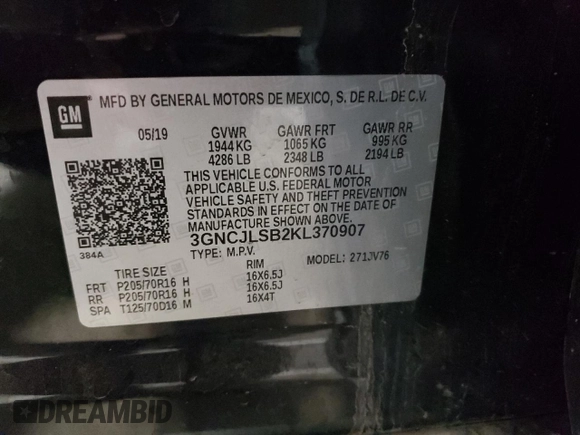 GM
MFD BY GENERAL MOTORS DE MEXICO, S. DE R.L. DE C.V.
05/19 GVWR GAWR FRT GAWR RR
1944 KG 1065 KG 995 KG
4286 LB 2348 LB 2194 LB
THIS VEHICLE CONFORMS TO ALL
APPLICABLE U.S. FEDERAL MOTOR
VEHICLE SAFETY AND THEFT PREVENTION
STANDARDS IN EFFECT ON THE DATE OF
MANUFACTURE SHOWN ABOVE.
384A
3GNCJLSB2KL370907
TYPE: M.P.V. MODEL: 271JV76
TIRE SIZE RIM
FRT P205/70R16 H 16X6.5J
RR P205/70R16 H 16X6.5J
SPA T125/70D16 M 16X4T
DREAMBID